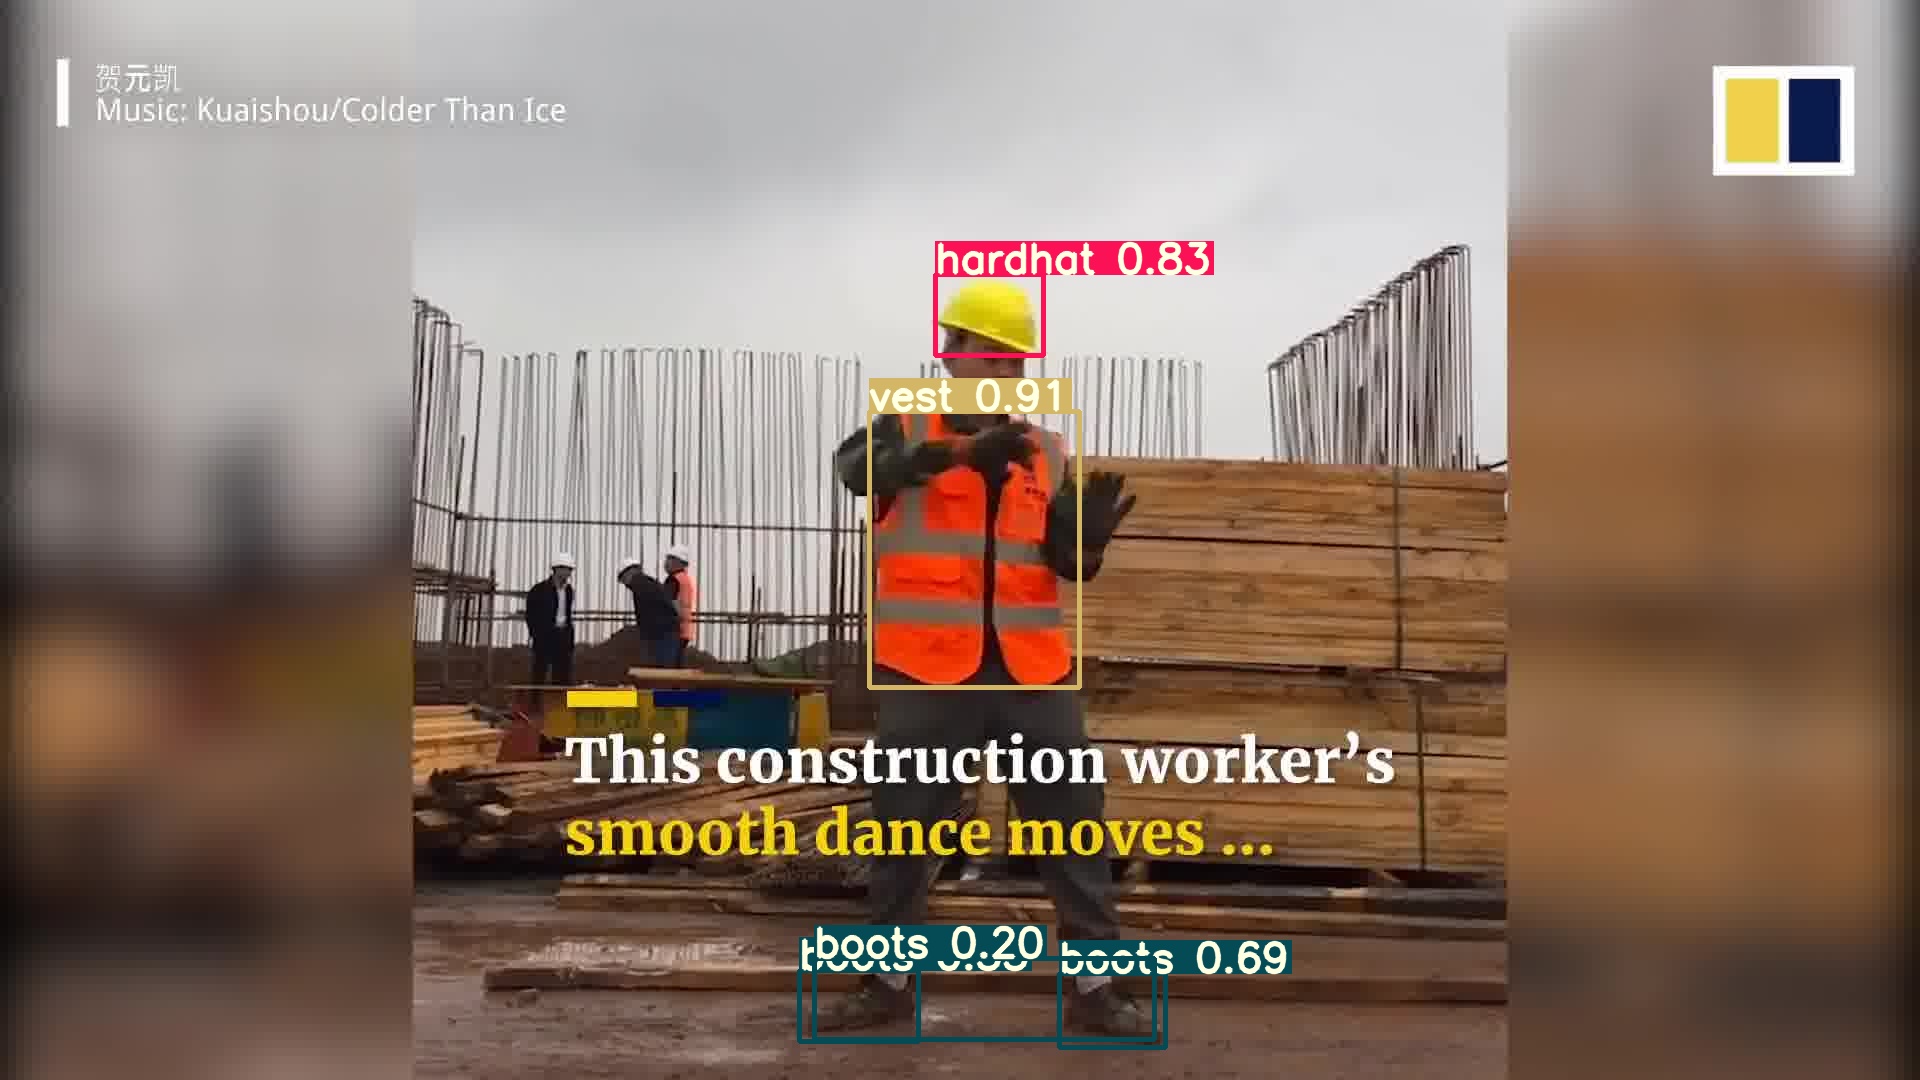 贺元凯
Music: Kuaishou/Colder Than Ice
hardhat 0.83
vest 0.91
This construction worker's
smooth dance moves ...
boots 0.20
boots 0.69